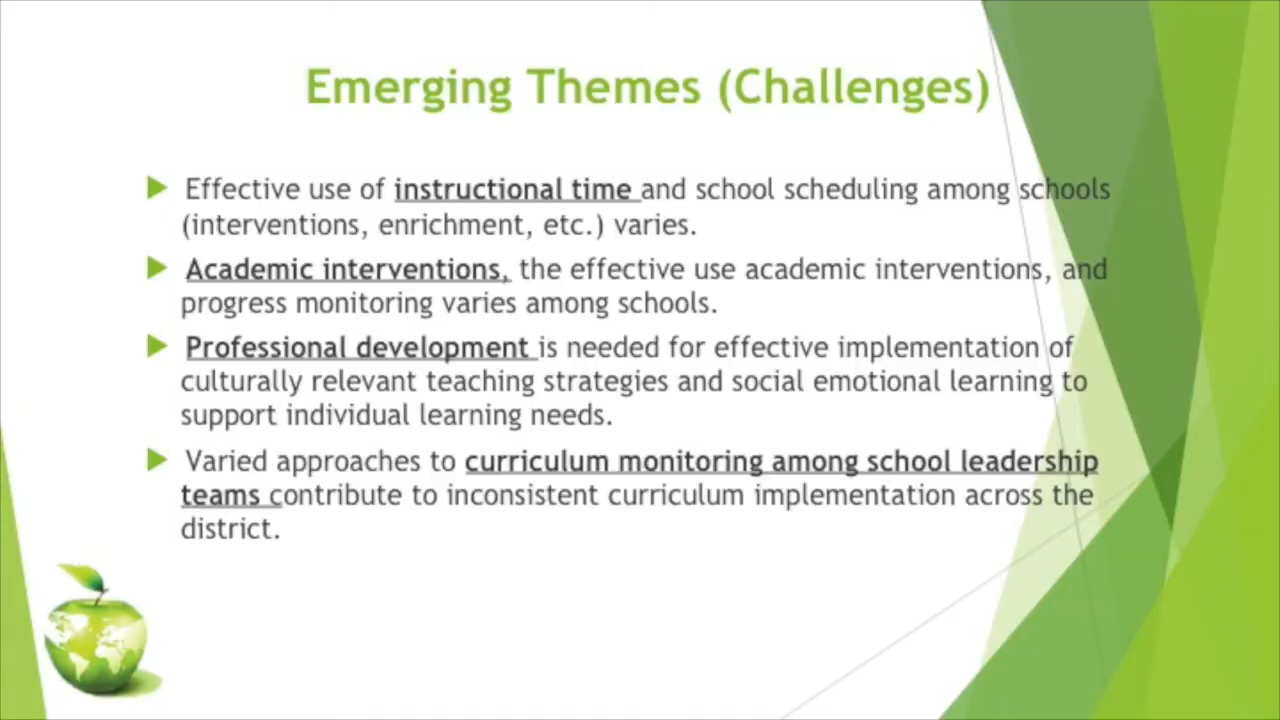 Emerging Themes (Challenges)
Effective use of instructional time and school scheduling among schools
(interventions, enrichment, etc.) varies.
Academic interventions, the effective use academic interventions, and
progress monitoring varies among schools.
Professional development is needed for effective implementation of
culturally relevant teaching strategies and social emotional learning to
support individual learning needs.
Varied approaches to curriculum monitoring among school leadership
teams contribute to inconsistent curriculum implementation across the
district.